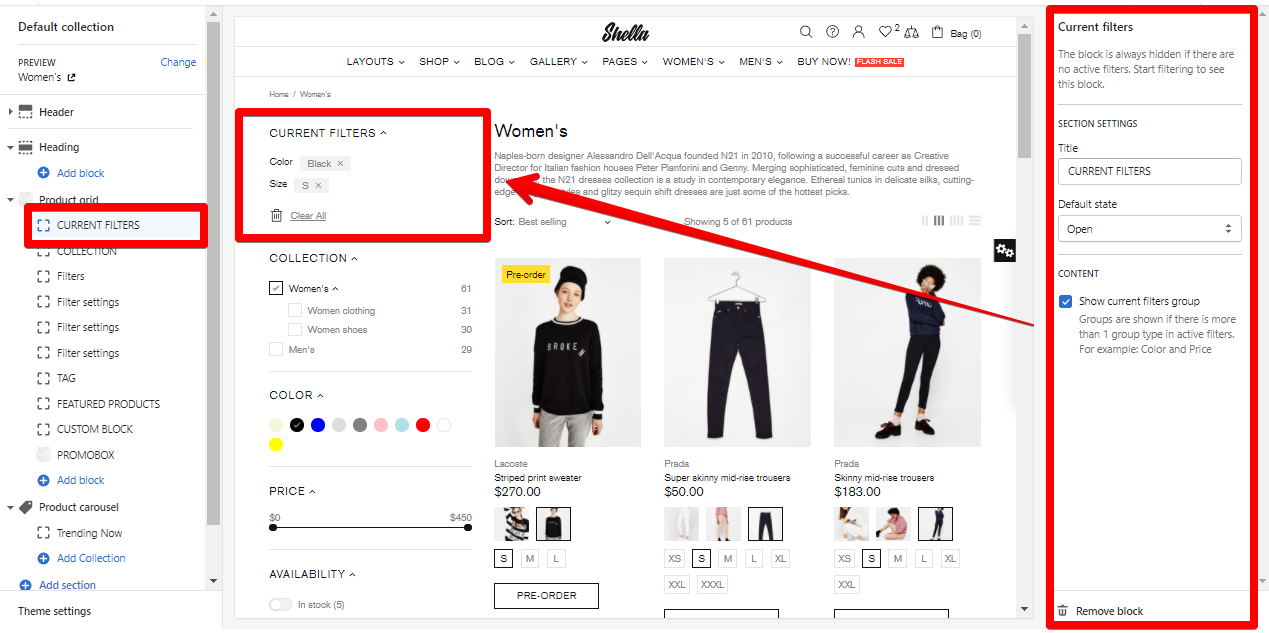 Default collection
PREVIEW
Women's
Change
Header
Heading
Add block
Product grid
CURRENT FILTERS
COLLECTION
Filters
Filter settings
Filter settings
Filter settings
TAG
FEATURED PRODUCTS
CUSTOM BLOCK
PROMOBOX
Add block
Product carousel
Trending Now
Add Collection
Add section
Theme settings
Shella
2
Bag (0)
LAYOUTS SHOP BLOG GALLERY PAGES WOMEN'S MEN'S BUY NOW! FLASH SALE
Home / Women's
CURRENT FILTERS
Color Black ×
Size S ×
Clear All
COLLECTION
Women's 61
Women clothing 31
Women shoes 30
Men's 29
COLOR
PRICE
$0 $450
AVAILABILITY
In stock (5)
Women's
Naples-born designer Alessandro Dell'Acqua founded N21 in 2010, following a successful career as Creative
Director for Italian fashion houses Peter Pianforini and Genny. Merging sophisticated, feminine cuts and dressed
the N21 dresses collection is a study in contemporary elegance. Ethereal tunics in delicate silks, cutting-
and glitzy sequin shift dresses are just some of the hottest picks.
Sort: Best selling
Showing 5 of 61 products
Pre-order
BROKEN
Lacoste
Striped print sweater
$270.00
S M L
PRE-ORDER
Prada
Super skinny mid-rise trousers
$50.00
XS S M L XL
XXL XXXL
Prada
Skinny mid-rise trousers
$183.00
XS S M L XL
XXL
Current filters
The block is always hidden if there are
no active filters. Start filtering to see
this block.
SECTION SETTINGS
Title
CURRENT FILTERS
Default state
Open
CONTENT
Show current filters group
Groups are shown if there is more
than 1 group type in active filters.
For example: Color and Price
Remove block